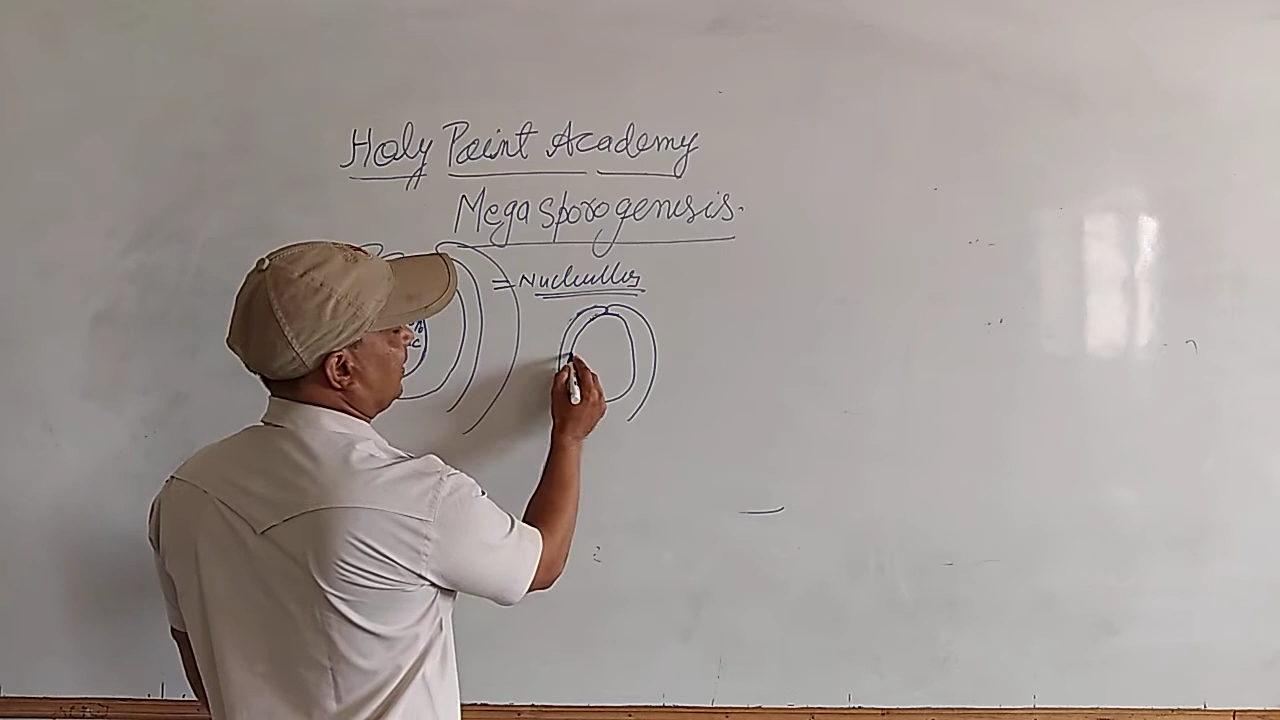 Holy Point Academy
Megasporogenesis.
= Nucellus